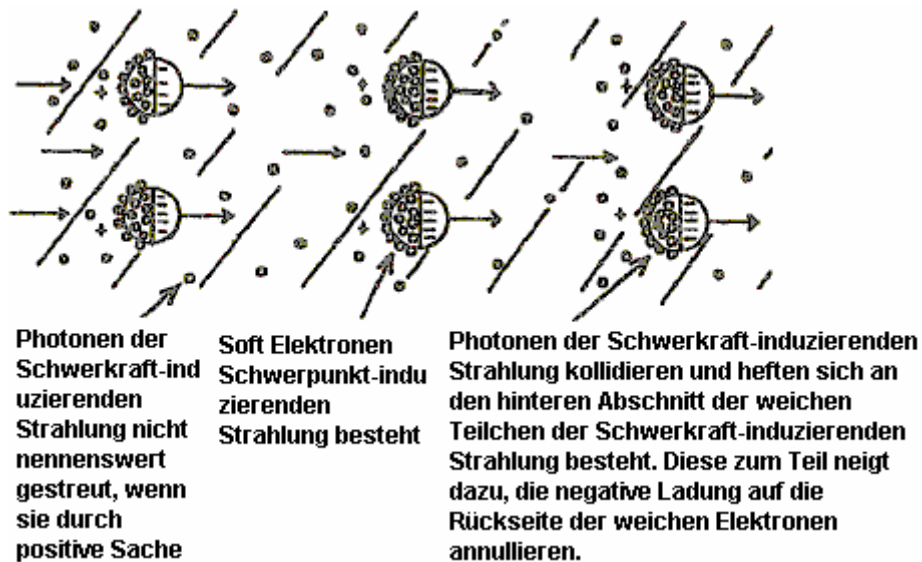 Photonen der
Schwerkraft-ind
uzierenden
Strahlung nicht
nennenswert
gestreut, wenn
sie durch
positive Sache
Soft Elektronen
Schwerpunkt-indu
zierenden
Strahlung besteht
Photonen der Schwerkraft-induzierenden
Strahlung kollidieren und heften sich an
den hinteren Abschnitt der weichen
Teilchen der Schwerkraft-induzierenden
Strahlung besteht. Diese zum Teil neigt
dazu, die negative Ladung auf die
Rückseite der weichen Elektronen
annullieren.